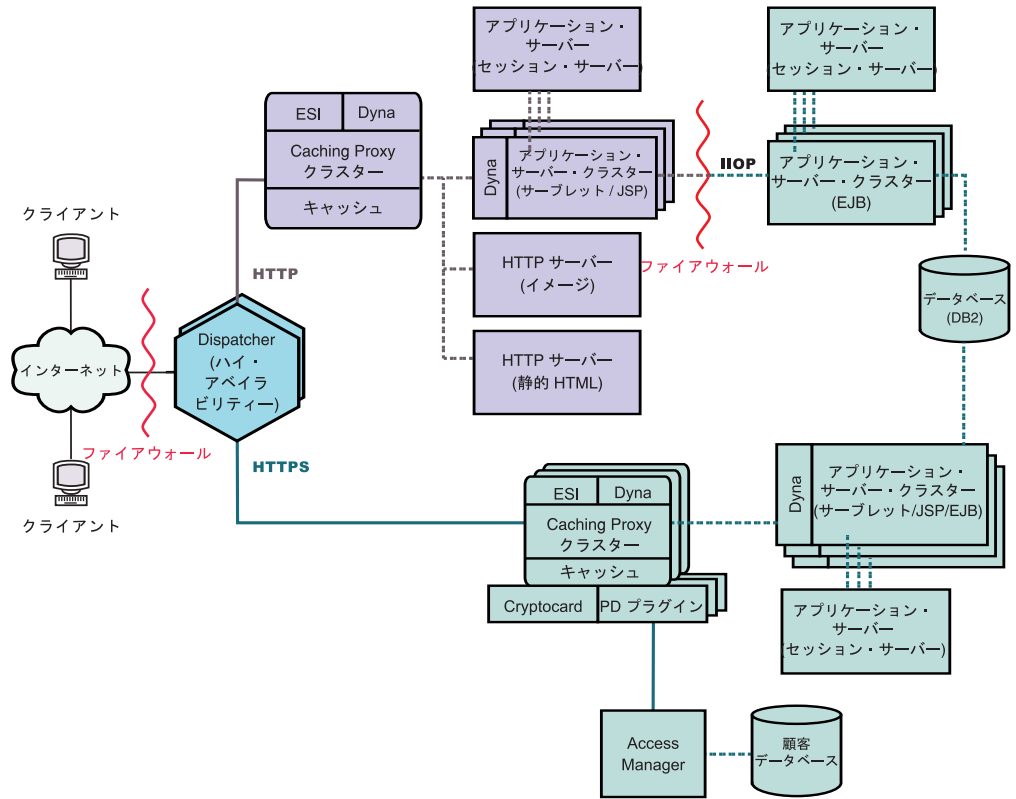 アプリケーション・
サーバー
(セッション・サーバー)
アプリケーション・
サーバー
(セッション・サーバー)
ESI
Dyna
Caching Proxy
クラスター
キャッシュ
Dyna
アプリケーション・
サーバー・クラスター
(サーブレット / JSP)
IIOP
アプリケーション・
サーバー・クラスター
(EJB)
クライアント
HTTP
HTTP サーバー
(イメージ)
ファイアウォール
データベース
(DB2)
Dispatcher
(ハイ・
アベイラ
ビリティー)
インターネット
HTTP サーバー
(静的 HTML)
ファイアウォール
HTTPS
クライアント
ESI
Dyna
Caching Proxy
クラスター
キャッシュ
Cryptocard
PD プラグイン
Dyna
アプリケーション・
サーバー・クラスター
(サーブレット/JSP/EJB)
アプリケーション・
サーバー
(セッション・サーバー)
Access
Manager
顧客
データベース